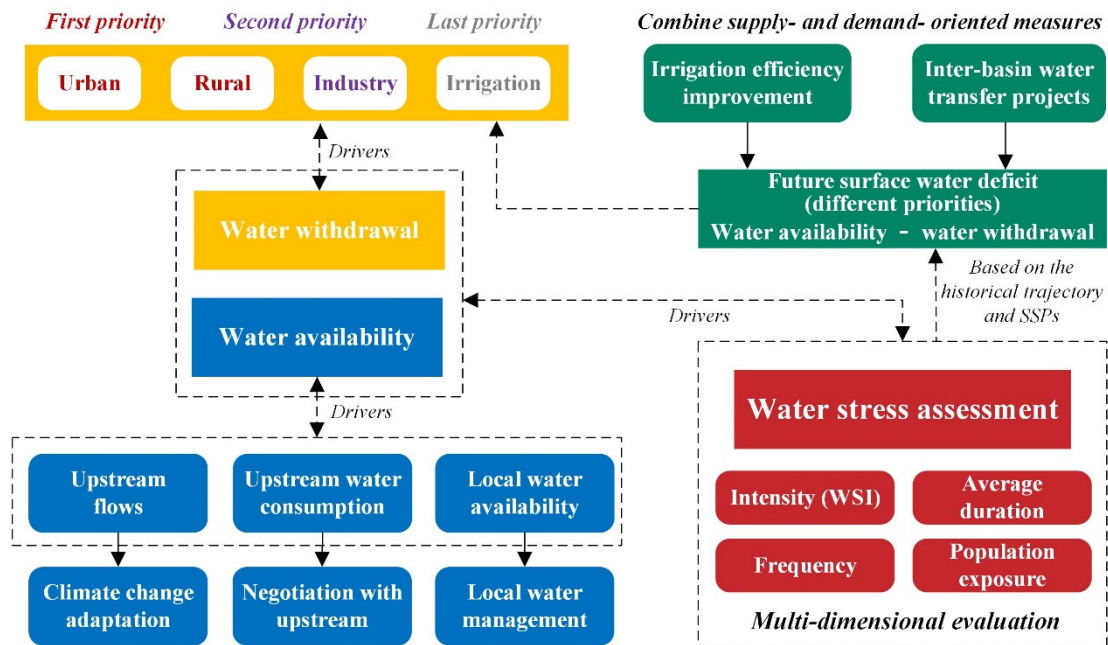 First priority
Second priority
Last priority
Urban
Rural
Industry
Irrigation
Drivers
Water withdrawal
Water availability
Drivers
Upstream
flows
Upstream water
consumption
Local water
availability
Climate change
adaptation
Negotiation with
upstream
Local water
management
Combine supply- and demand- oriented measures
Irrigation efficiency
improvement
Inter-basin water
transfer projects
Future surface water deficit
(different priorities)
Water availability - water withdrawal
Based on the
historical trajectory
and SSPs
Drivers
Water stress assessment
Intensity (WSI)
Average
duration
Frequency
Population
exposure
Multi-dimensional evaluation